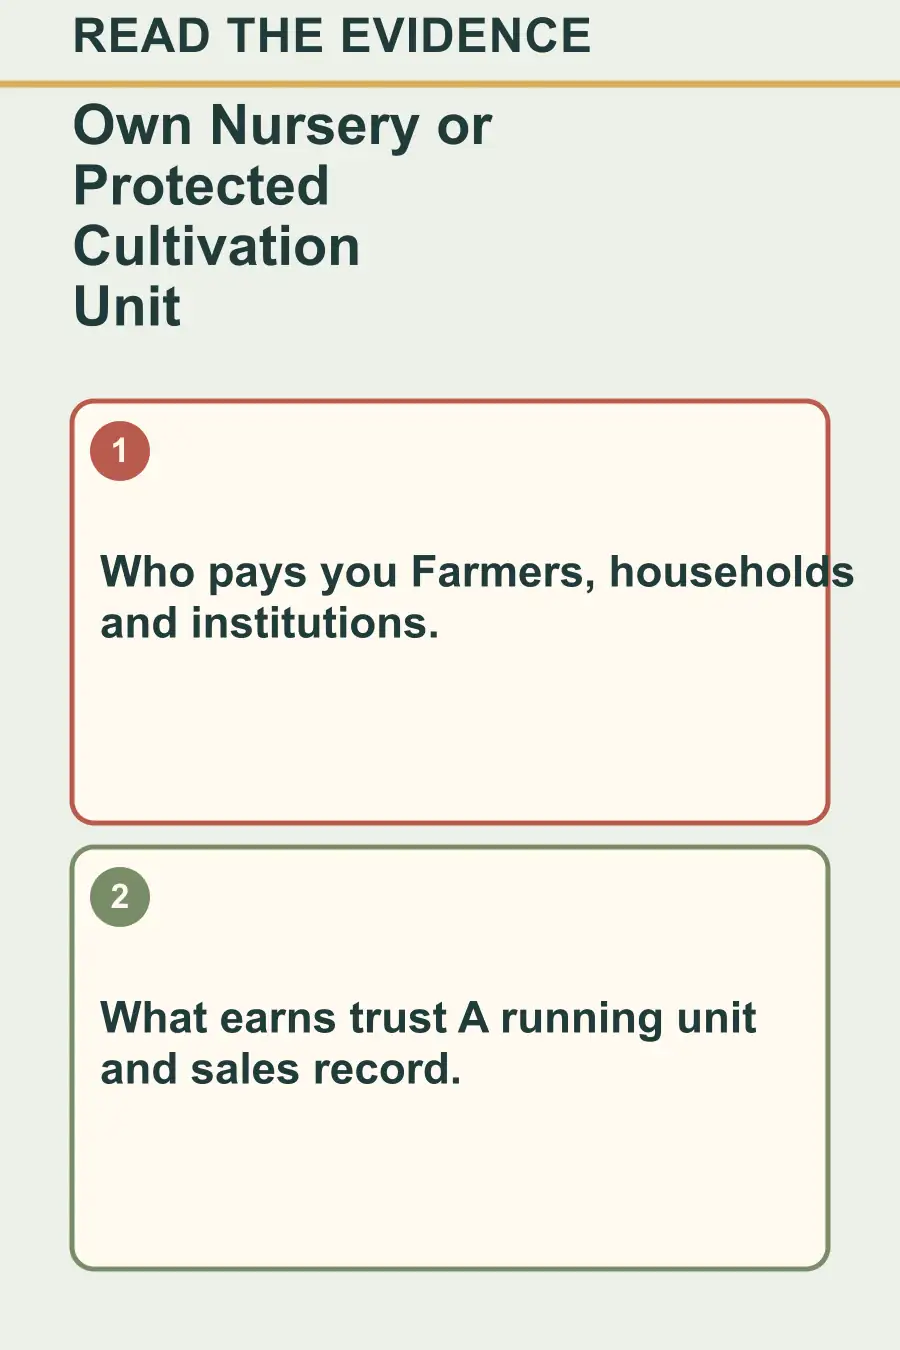 READ THE EVIDENCE
Own Nursery or
Protected
Cultivation
Unit
1
Who pays you Farmers, households
and institutions.
2
What earns trust A running unit
and sales record.